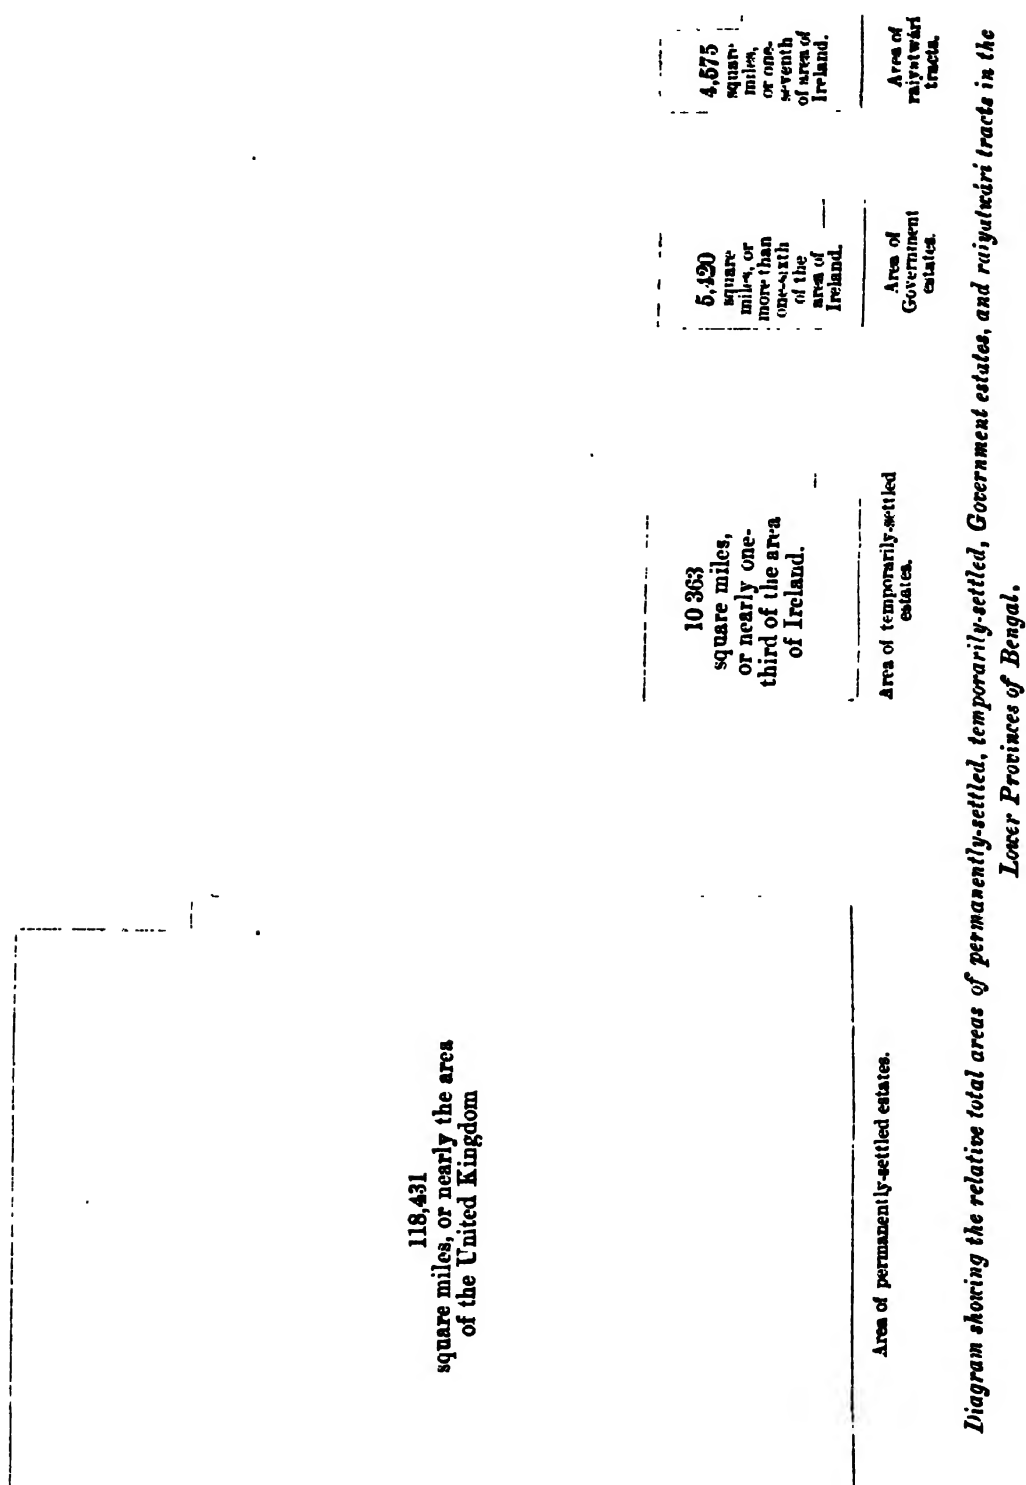 118,431
square miles, or nearly the area
of the United Kingdom
Area of permanently-settled estates.
10 363
square miles,
or nearly one-
third of the area
of Ireland.
Area of temporarily-settled
estates.
5,420
square
miles, or
more than
one-sixth
of the
area of
Ireland.
Area of
Government
estates.
4,575
square
miles,
or one-
seventh
of area of
Ireland.
Area of
raiyatwári
tracts.
Diagram showing the relative total areas of permanently-settled, temporarily-settled, Government estates, and raiyatwári tracts in the
Lower Provinces of Bengal.